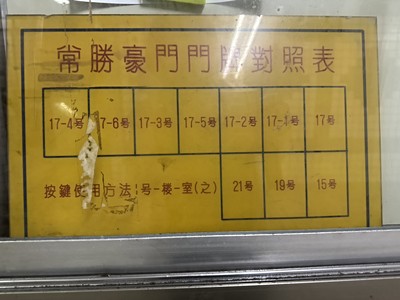 常勝豪門門牌對照表
17-4号 17-6号 17-3号 17-5号 17-2号 17-1号 17号
按鍵使用方法:号-楼-室(之) 21号 19号 15号